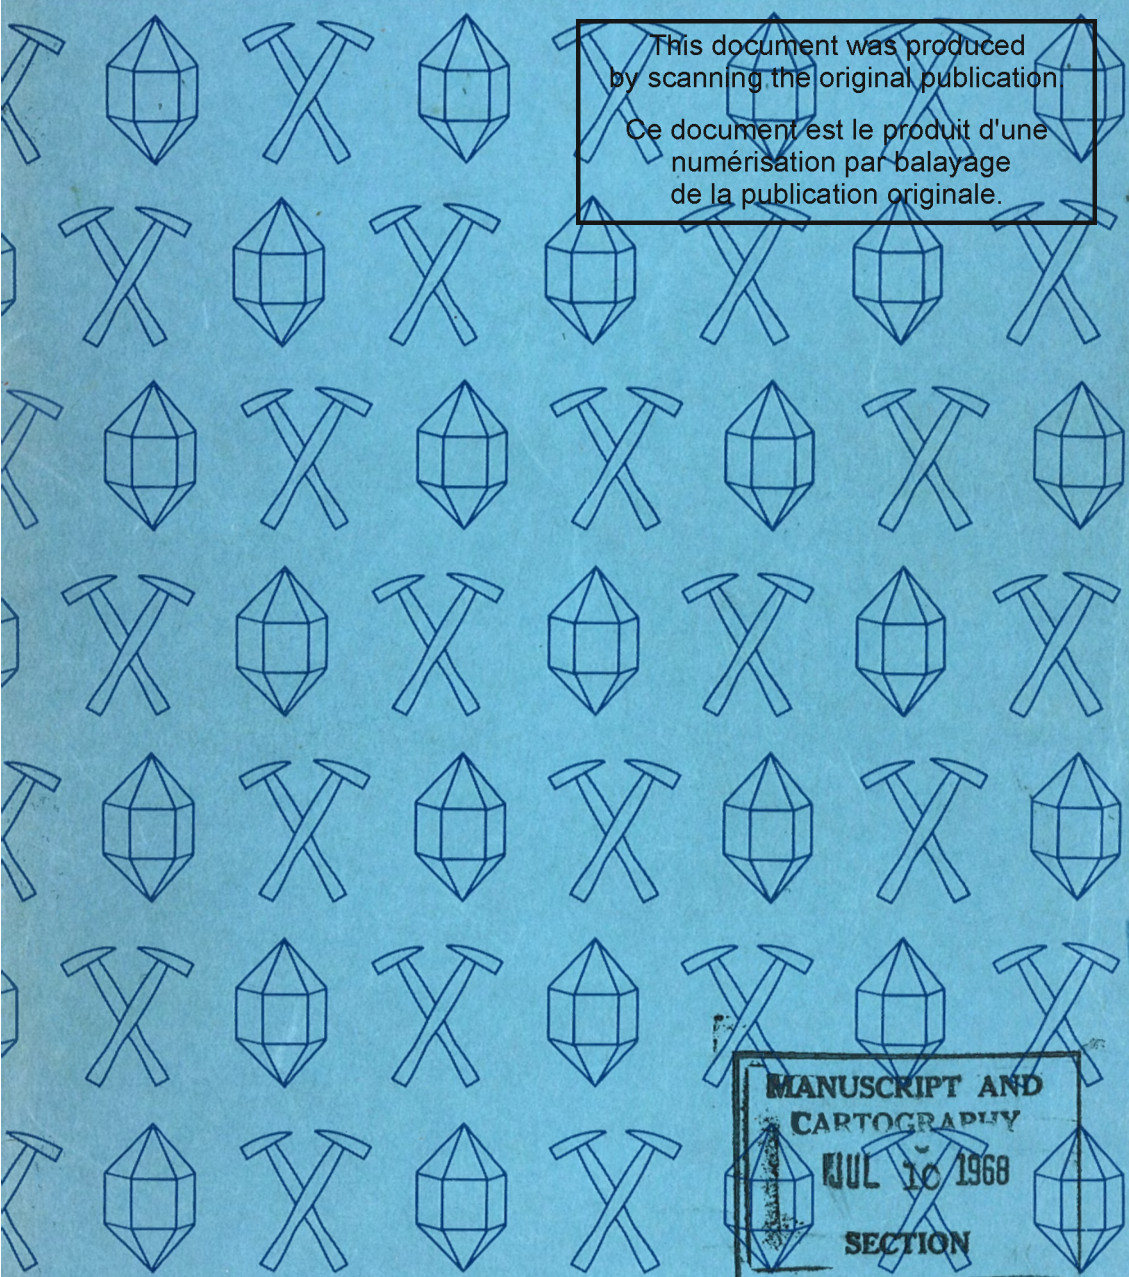 This document was produced
by scanning the original publication.
Ce document est le produit d'une
numérisation par balayage
de la publication originale.
MANUSCRIPT AND
CARTOGRAPHY
JUL 10 1968
SECTION